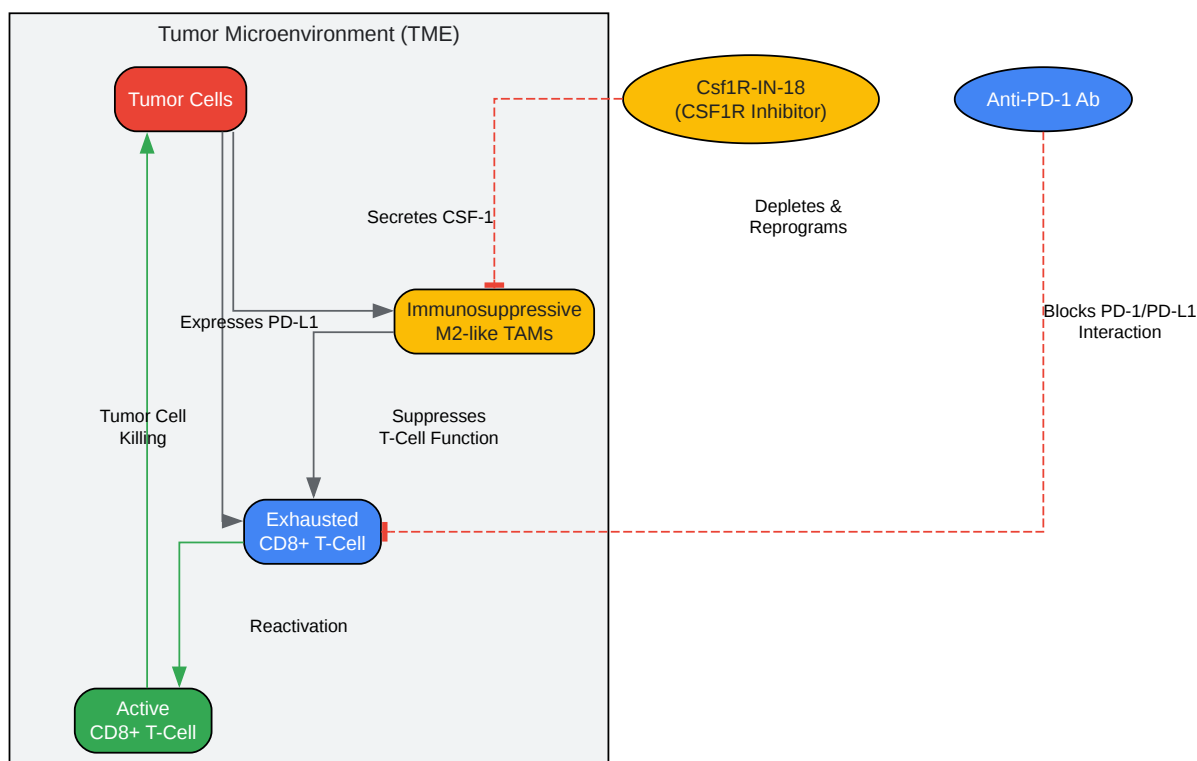 Tumor Microenvironment (TME)
Tumor Cells
Csf1R-IN-18
(CSF1R Inhibitor)
Anti-PD-1 Ab
Secretes CSF-1
Depletes &
Reprograms
Immunosuppressive
M2-like TAMs
Expresses PD-L1
Blocks PD-1/PD-L1
Interaction
Tumor Cell
Killing
Suppresses
T-Cell Function
Exhausted
CD8+ T-Cell
Reactivation
Active
CD8+ T-Cell